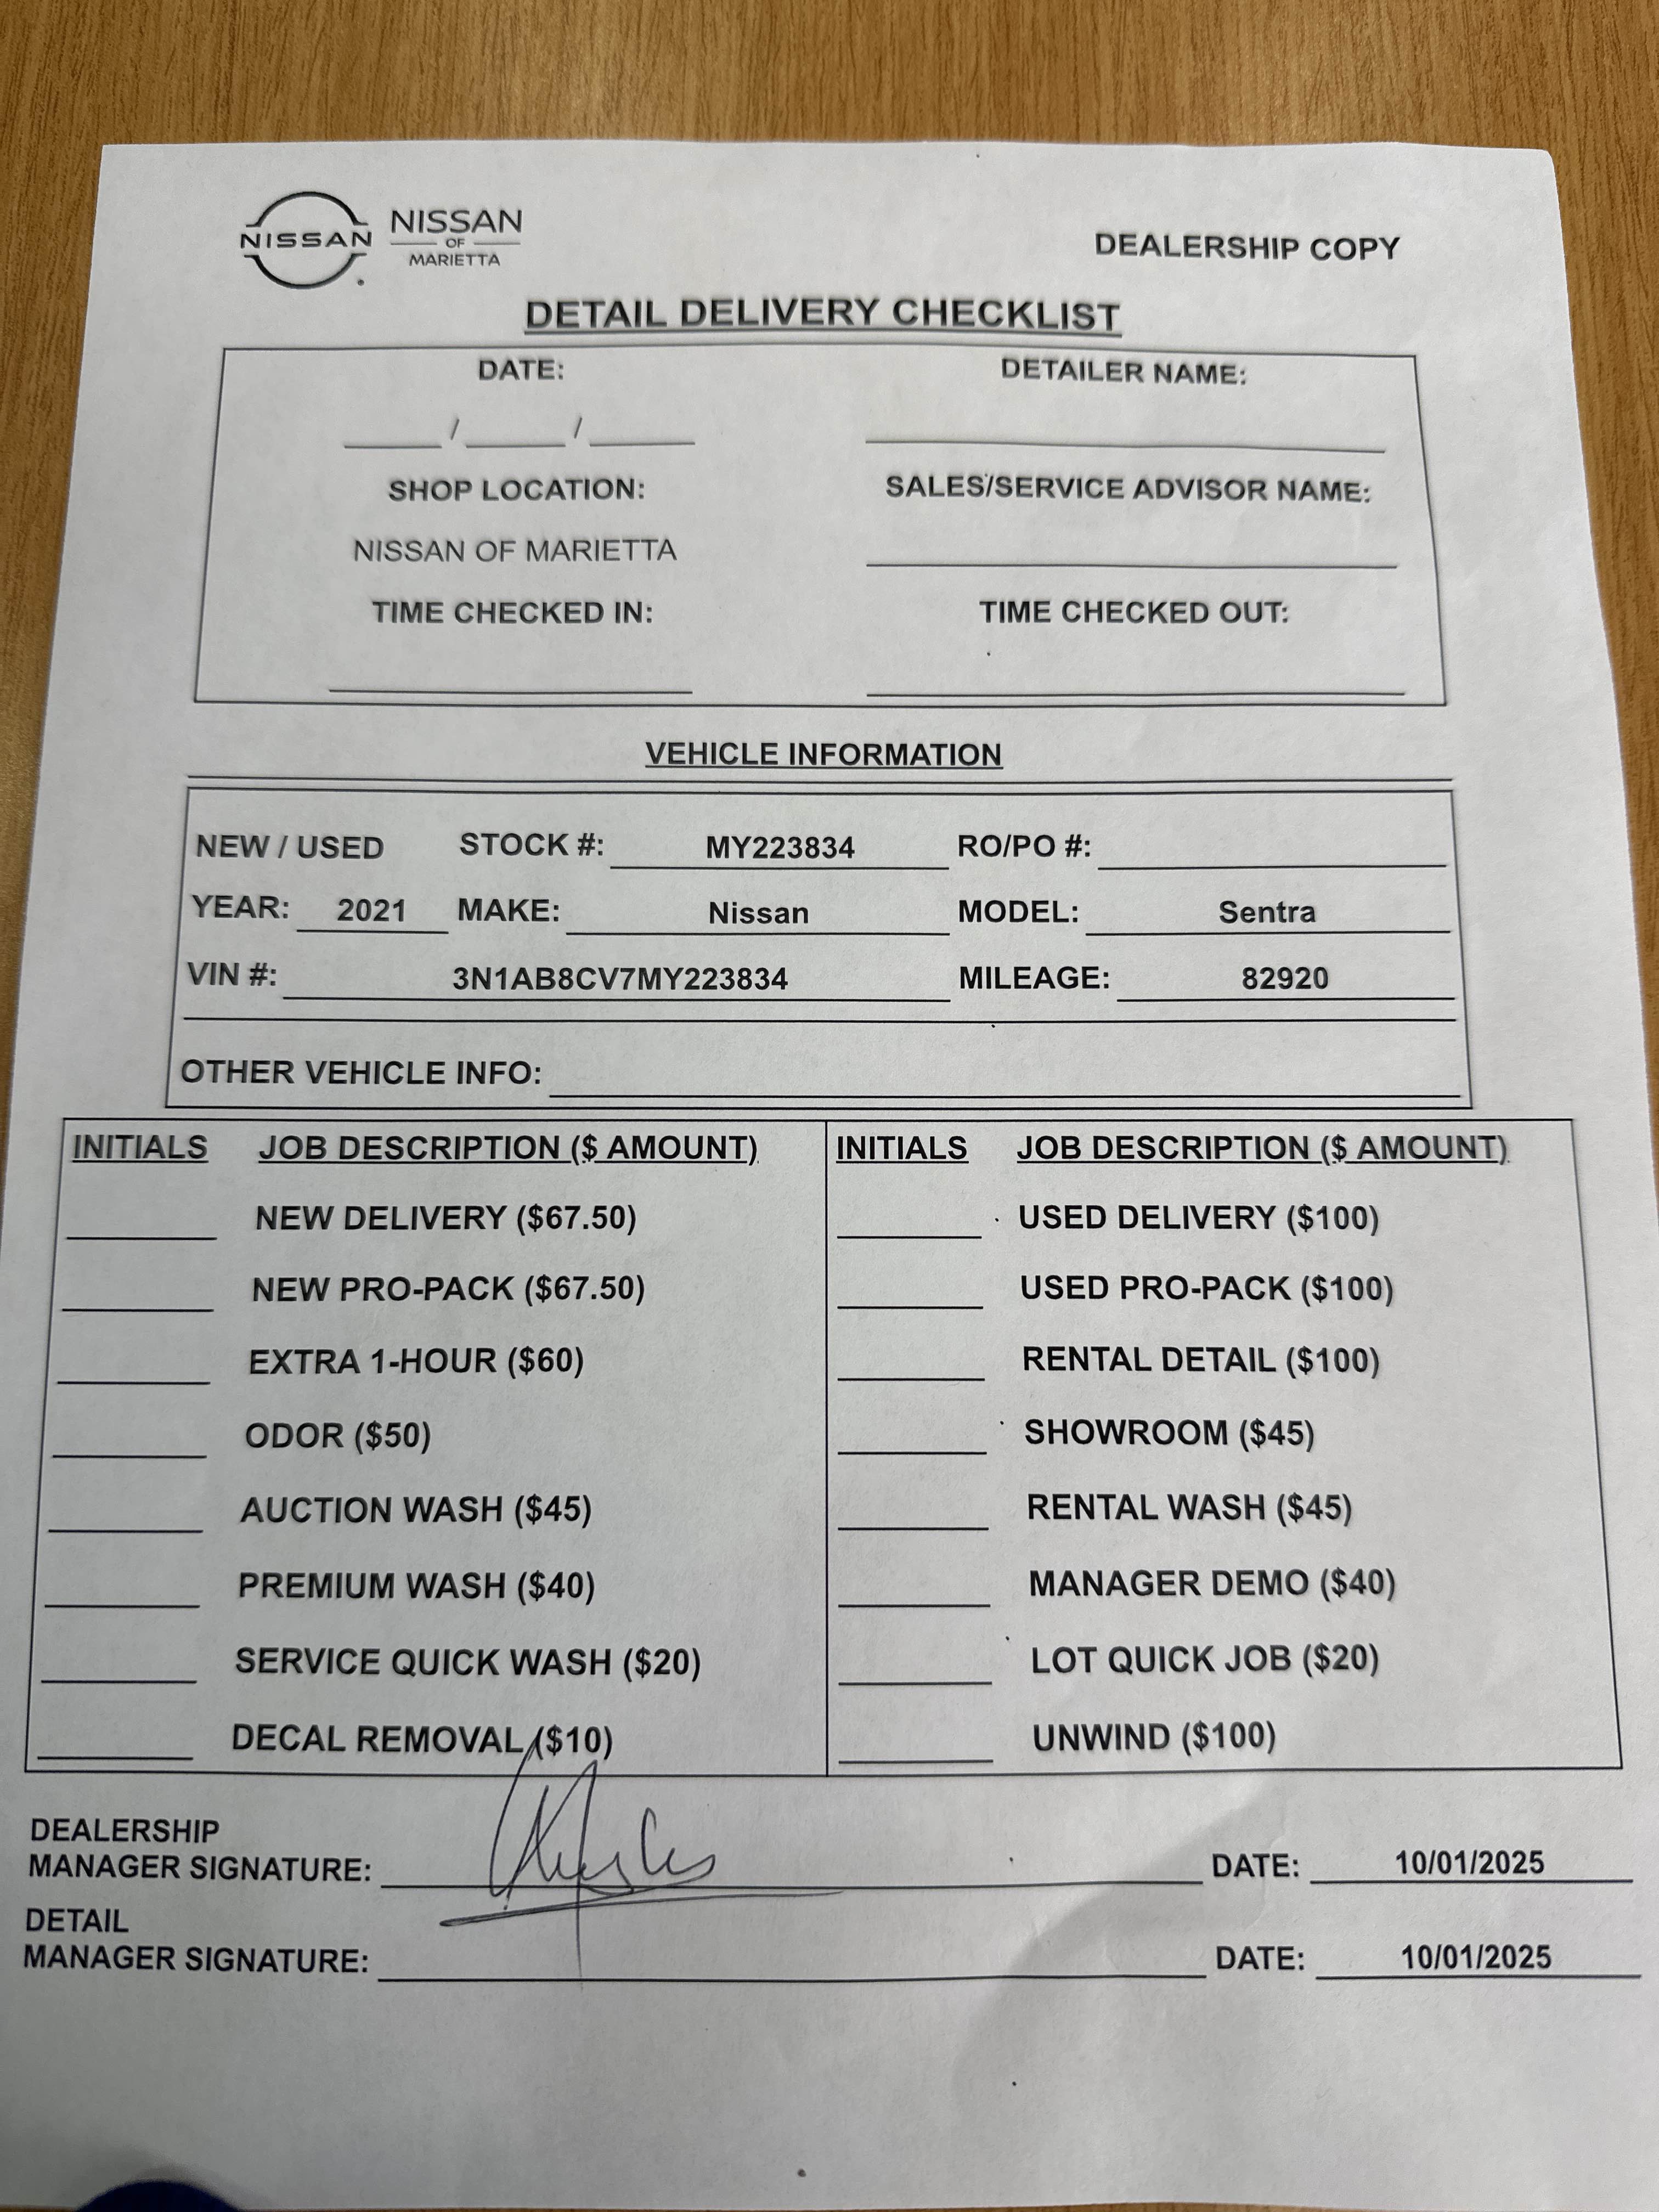 NISSAN NISSAN
OF
MARIETTA
DEALERSHIP COPY
DETAIL DELIVERY CHECKLIST
DATE: DETAILER NAME:
____ / ____ / ____ ____
SHOP LOCATION: SALES/SERVICE ADVISOR NAME:
NISSAN OF MARIETTA
TIME CHECKED IN: TIME CHECKED OUT:
VEHICLE INFORMATION
NEW / USED STOCK #: MY223834 RO/PO #:
YEAR: 2021 MAKE: Nissan MODEL: Sentra
VIN #: 3N1AB8CV7MY223834 MILEAGE: 82920
OTHER VEHICLE INFO:
INITIALS JOB DESCRIPTION ($ AMOUNT) INITIALS JOB DESCRIPTION ($ AMOUNT)
NEW DELIVERY ($67.50) USED DELIVERY ($100)
NEW PRO-PACK ($67.50) USED PRO-PACK ($100)
EXTRA 1-HOUR ($60) RENTAL DETAIL ($100)
ODOR ($50) SHOWROOM ($45)
AUCTION WASH ($45) RENTAL WASH ($45)
PREMIUM WASH ($40) MANAGER DEMO ($40)
SERVICE QUICK WASH ($20) LOT QUICK JOB ($20)
DECAL REMOVAL ($10) UNWIND ($100)
DEALERSHIP
MANAGER SIGNATURE: DATE: 10/01/2025
DETAIL
MANAGER SIGNATURE: DATE: 10/01/2025